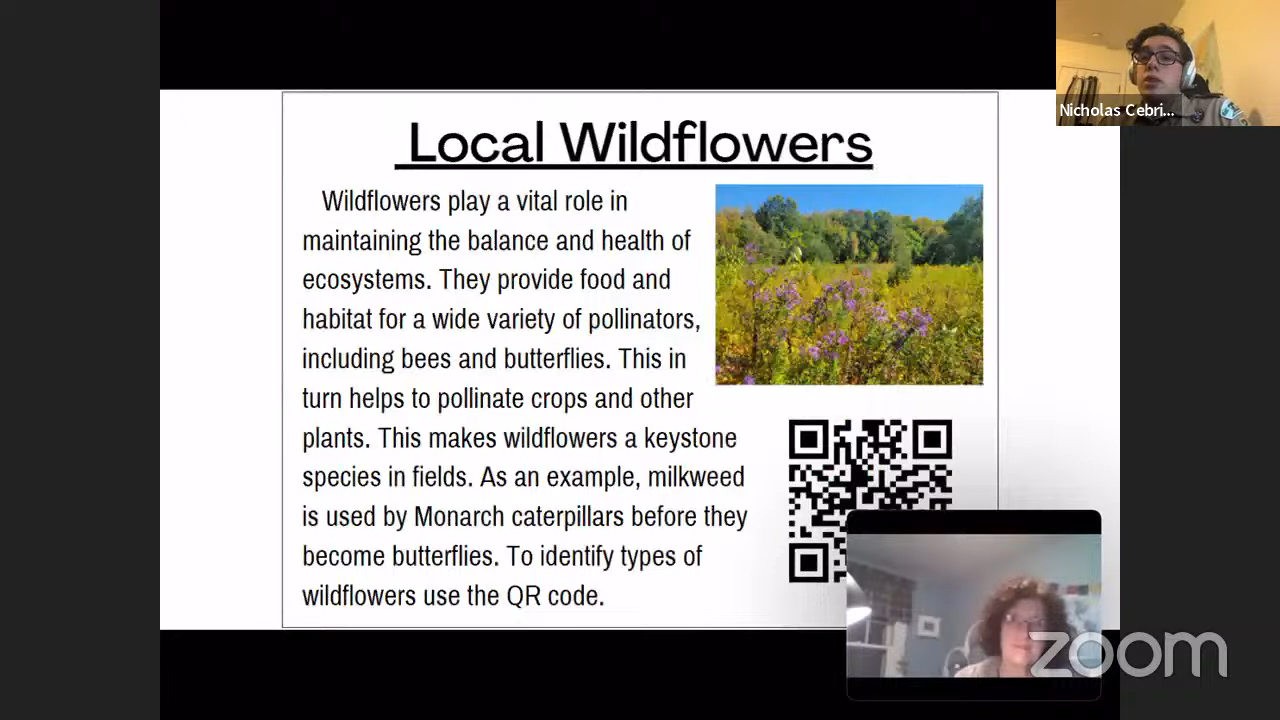 Local Wildflowers
Wildflowers play a vital role in
maintaining the balance and health of
ecosystems. They provide food and
habitat for a wide variety of pollinators,
including bees and butterflies. This in
turn helps to pollinate crops and other
plants. This makes wildflowers a keystone
species in fields. As an example, milkweed
is used by Monarch caterpillars before they
become butterflies. To identify types of
wildflowers use the QR code.
Nicholas Cebri...
zoom